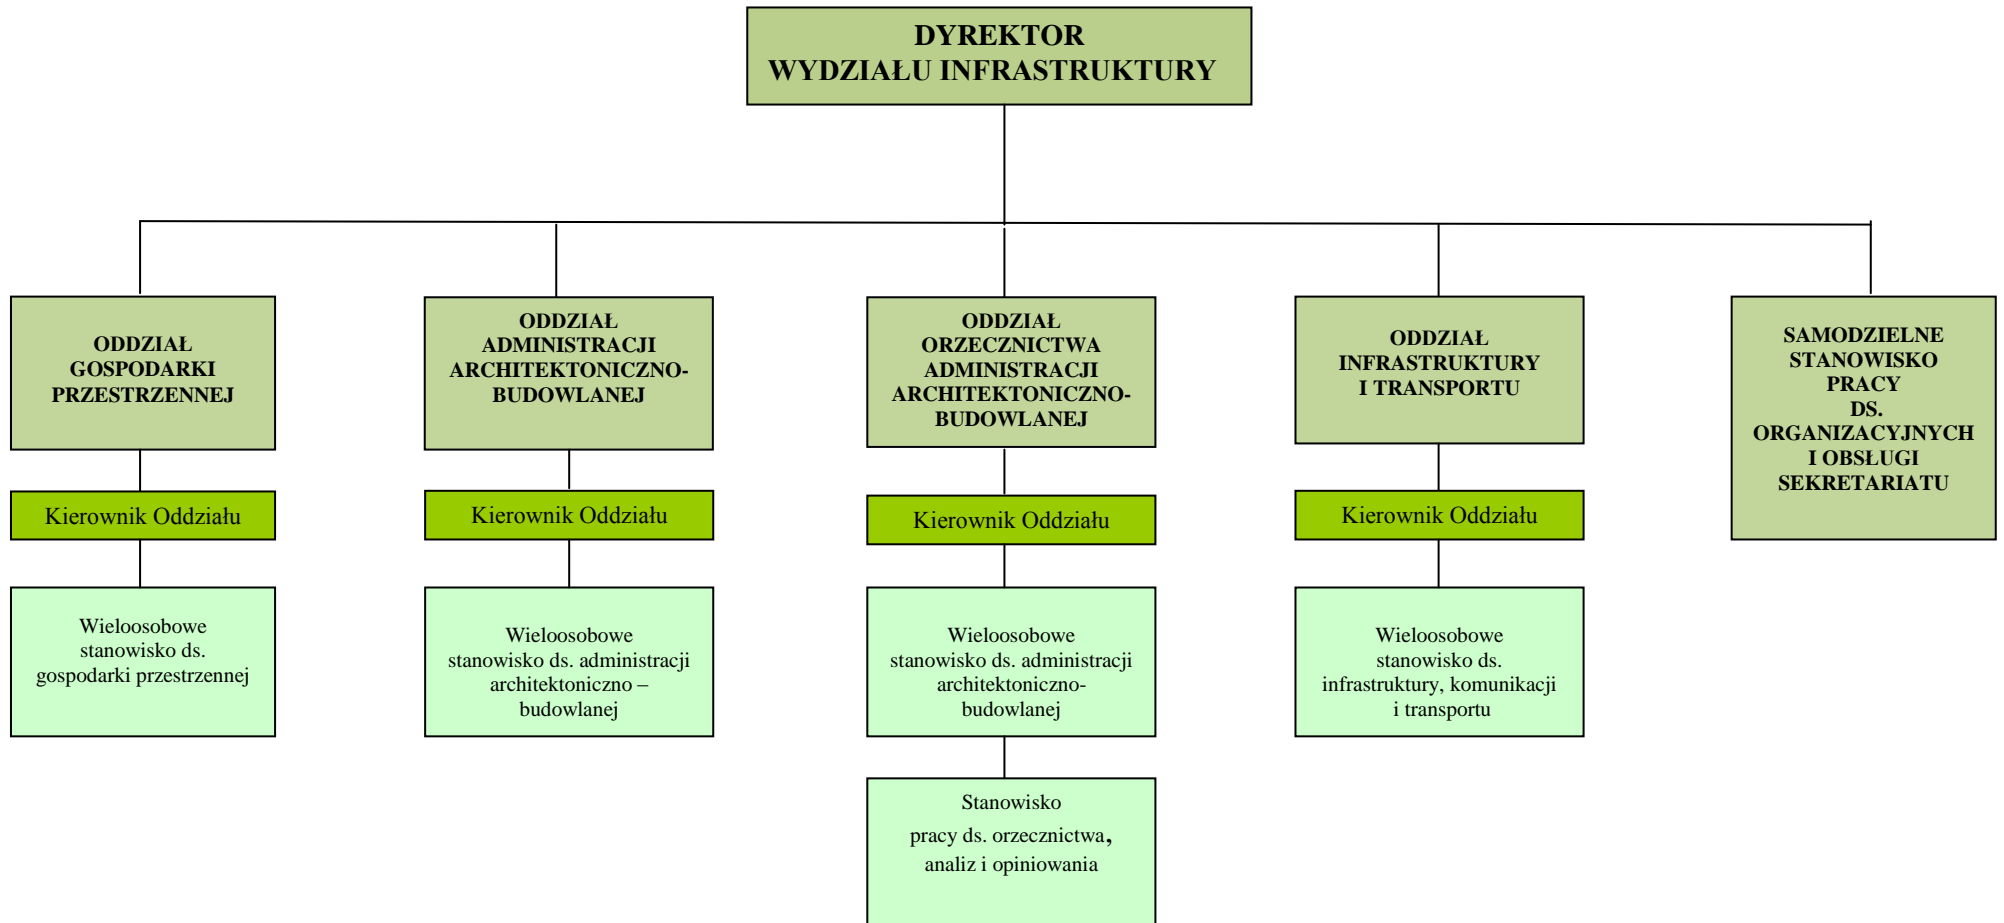 DYREKTOR
WYDZIAŁU INFRASTRUKTURY
ODDZIAŁ
GOSPODARKI
PRZESTRZENNEJ
ODDZIAŁ
ADMINISTRACJI
ARCHITEKTONICZNO-
BUDOWLANEJ
ODDZIAŁ
ORZECZNICTWA
ADMINISTRACJI
ARCHITEKTONICZNO-
BUDOWLANEJ
ODDZIAŁ
INFRASTRUKTURY
I TRANSPORTU
SAMODZIELNE
STANOWISKO
PRACY
DS.
ORGANIZACYJNYCH
I OBSŁUGI
SEKRETARIATU
Kierownik Oddziału
Kierownik Oddziału
Kierownik Oddziału
Kierownik Oddziału
Wieloosobowe
stanowisko ds.
gospodarki przestrzennej
Wieloosobowe
stanowisko ds. administracji
architektoniczno –
budowlanej
Wieloosobowe
stanowisko ds. administracji
architektoniczno-
budowlanej
Wieloosobowe
stanowisko ds.
infrastruktury, komunikacji
i transportu
Stanowisko
pracy ds. orzecznictwa,
analiz i opiniowania